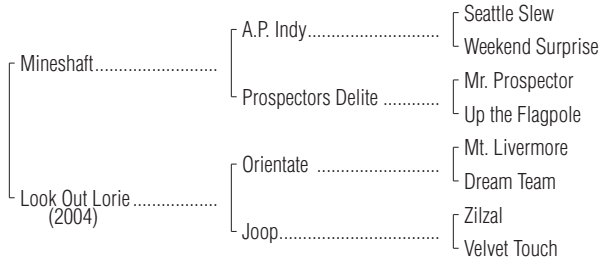 Seattle Slew
A.P. Indy..............................
Weekend Surprise
Mineshaft............................
Mr. Prospector
Prospectors Delite .............
Up the Flagpole
Mt. Livermore
Orientate ............................
Dream Team
Look Out Lorie...................
(2004)
Zilzal
Joop.....................................
Velvet Touch